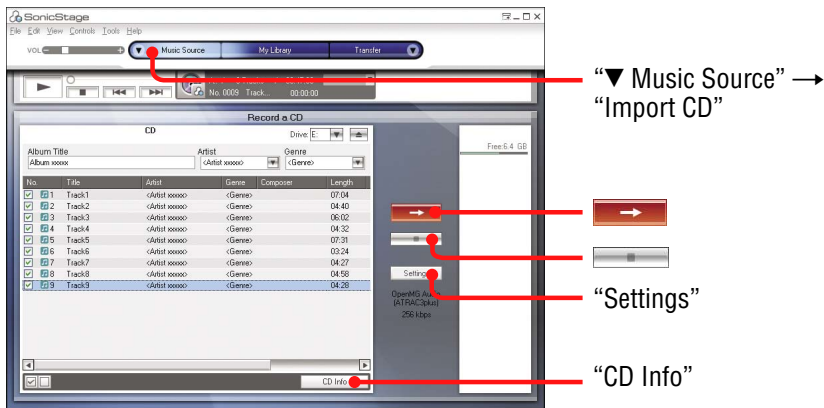 SonicStage
File Edit View Controls Tools Help
VOL
▼ Music Source My Library Transfer ▼
No. 0009 Track... 00:00:00
“▼ Music Source” →
“Import CD”
Record a CD
CD Drive: E:
Free:6.4 GB
Album Title Artist Genre
Album xxxxx <Artist xxxxx> <Genre>
No. Title Artist Genre Composer Length
1 Track1 <Artist xxxxx> <Genre> 07:04
2 Track2 <Artist xxxxx> <Genre> 04:40
3 Track3 <Artist xxxxx> <Genre> 06:02
4 Track4 <Artist xxxxx> <Genre> 04:32
5 Track5 <Artist xxxxx> <Genre> 07:31
6 Track6 <Artist xxxxx> <Genre> 03:24
7 Track7 <Artist xxxxx> <Genre> 04:27
8 Track8 <Artist xxxxx> <Genre> 04:58
9 Track9 <Artist xxxxx> <Genre> 04:28
Settings
“Settings”
OpenMG Audio
(ATRAC3plus)
256 kbps
CD Info
“CD Info”